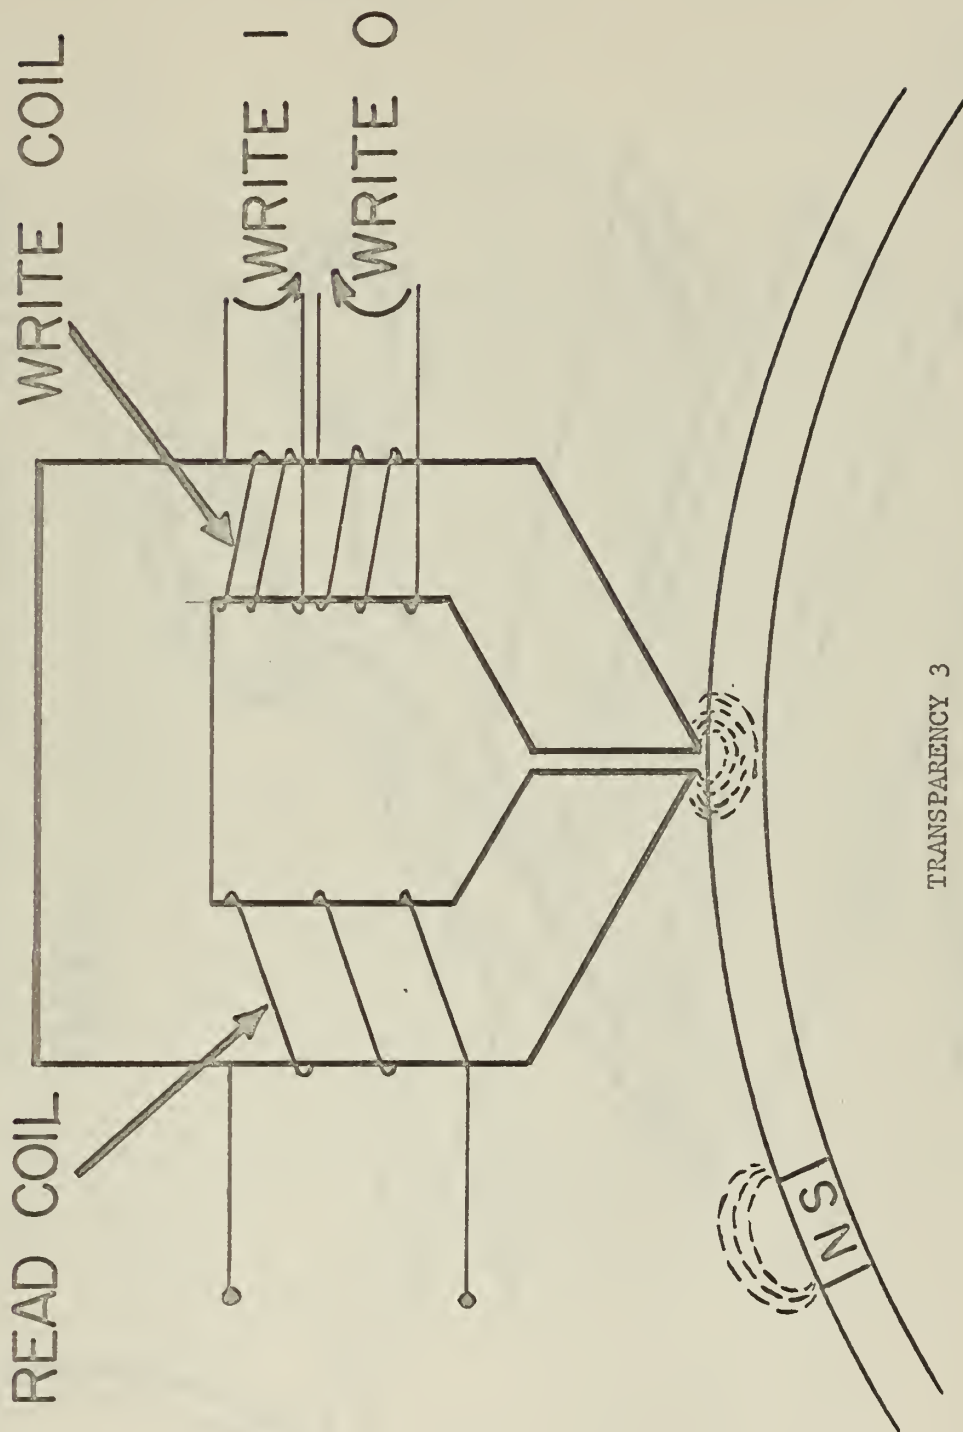 READ COIL
WRITE COIL
WRITE 1
WRITE 0
N S
TRANSPARENCY 3